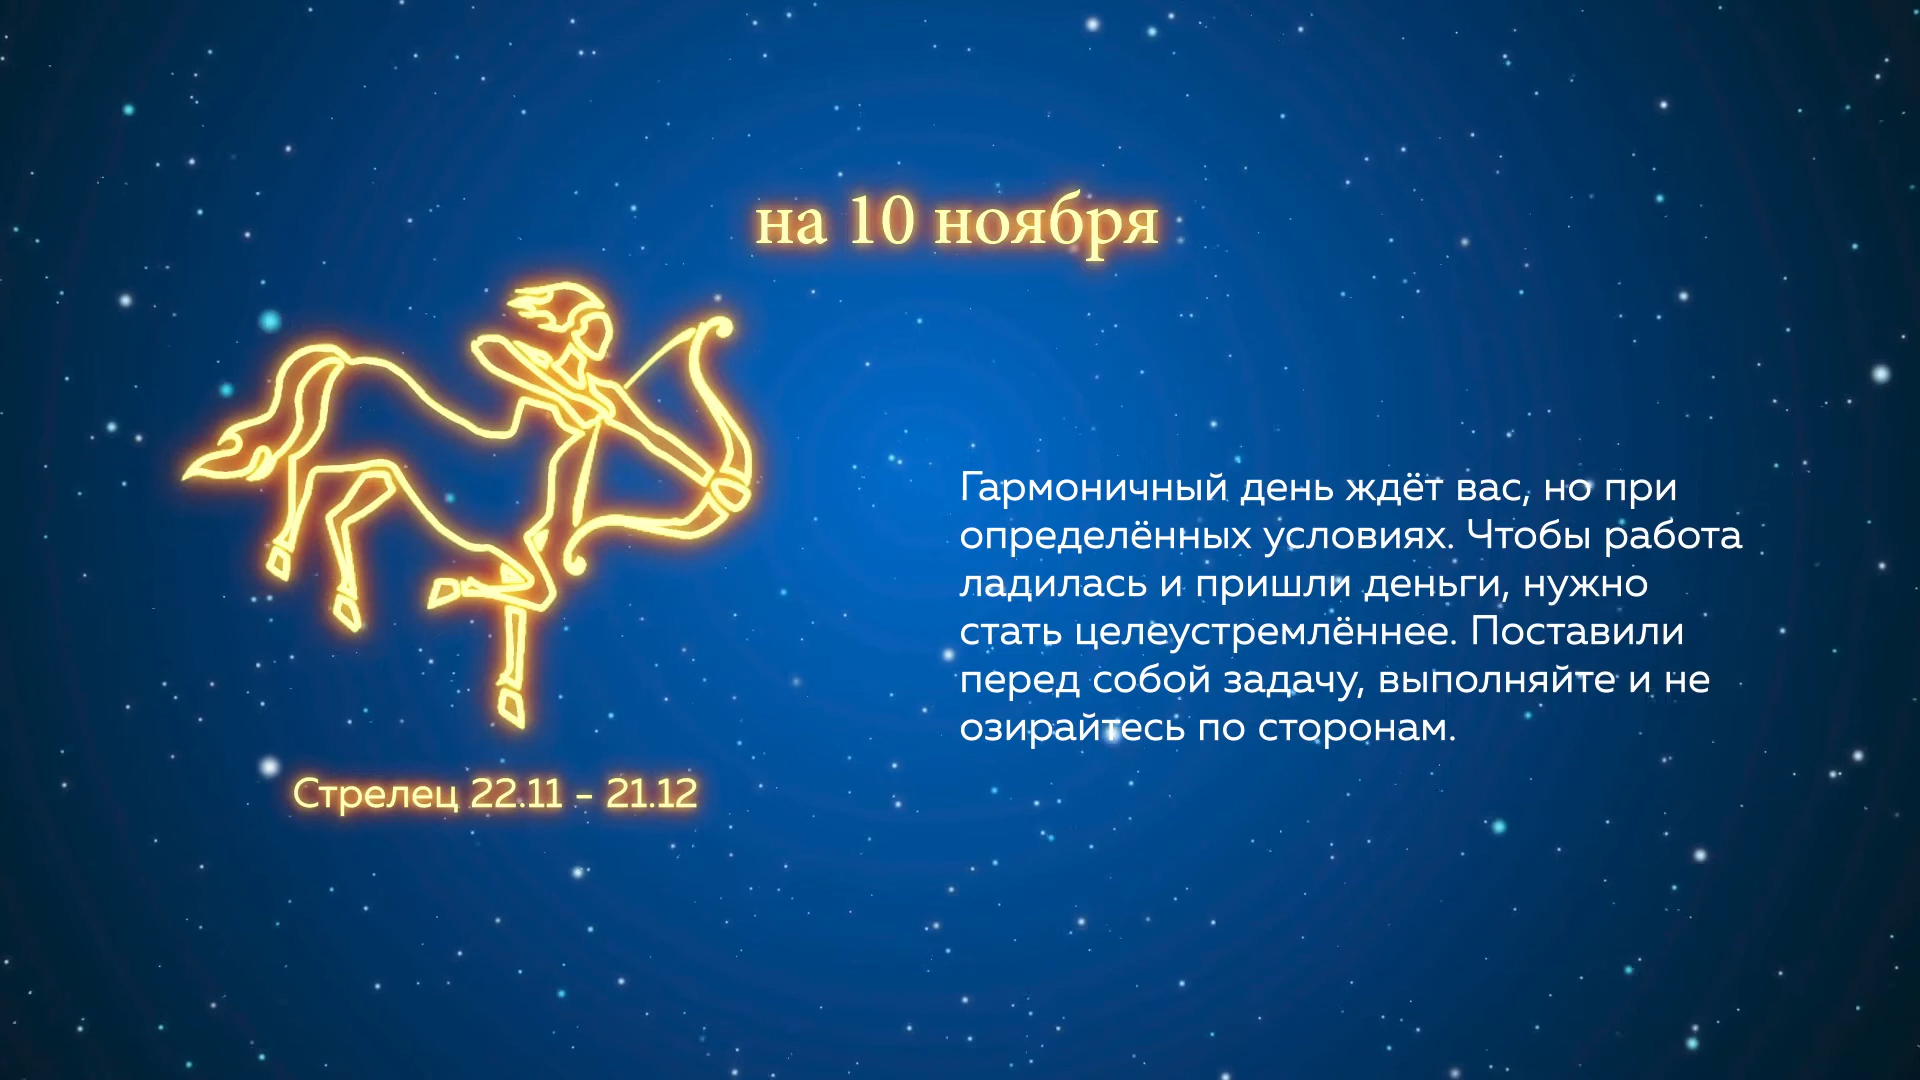 на 10 ноября
Гармоничный день ждёт вас, но при
определённых условиях. Чтобы работа
ладилась и пришли деньги, нужно
стать целеустремлённее. Поставили
перед собой задачу, выполняйте и не
озирайтесь по сторонам.
Стрелец 22.11 - 21.12